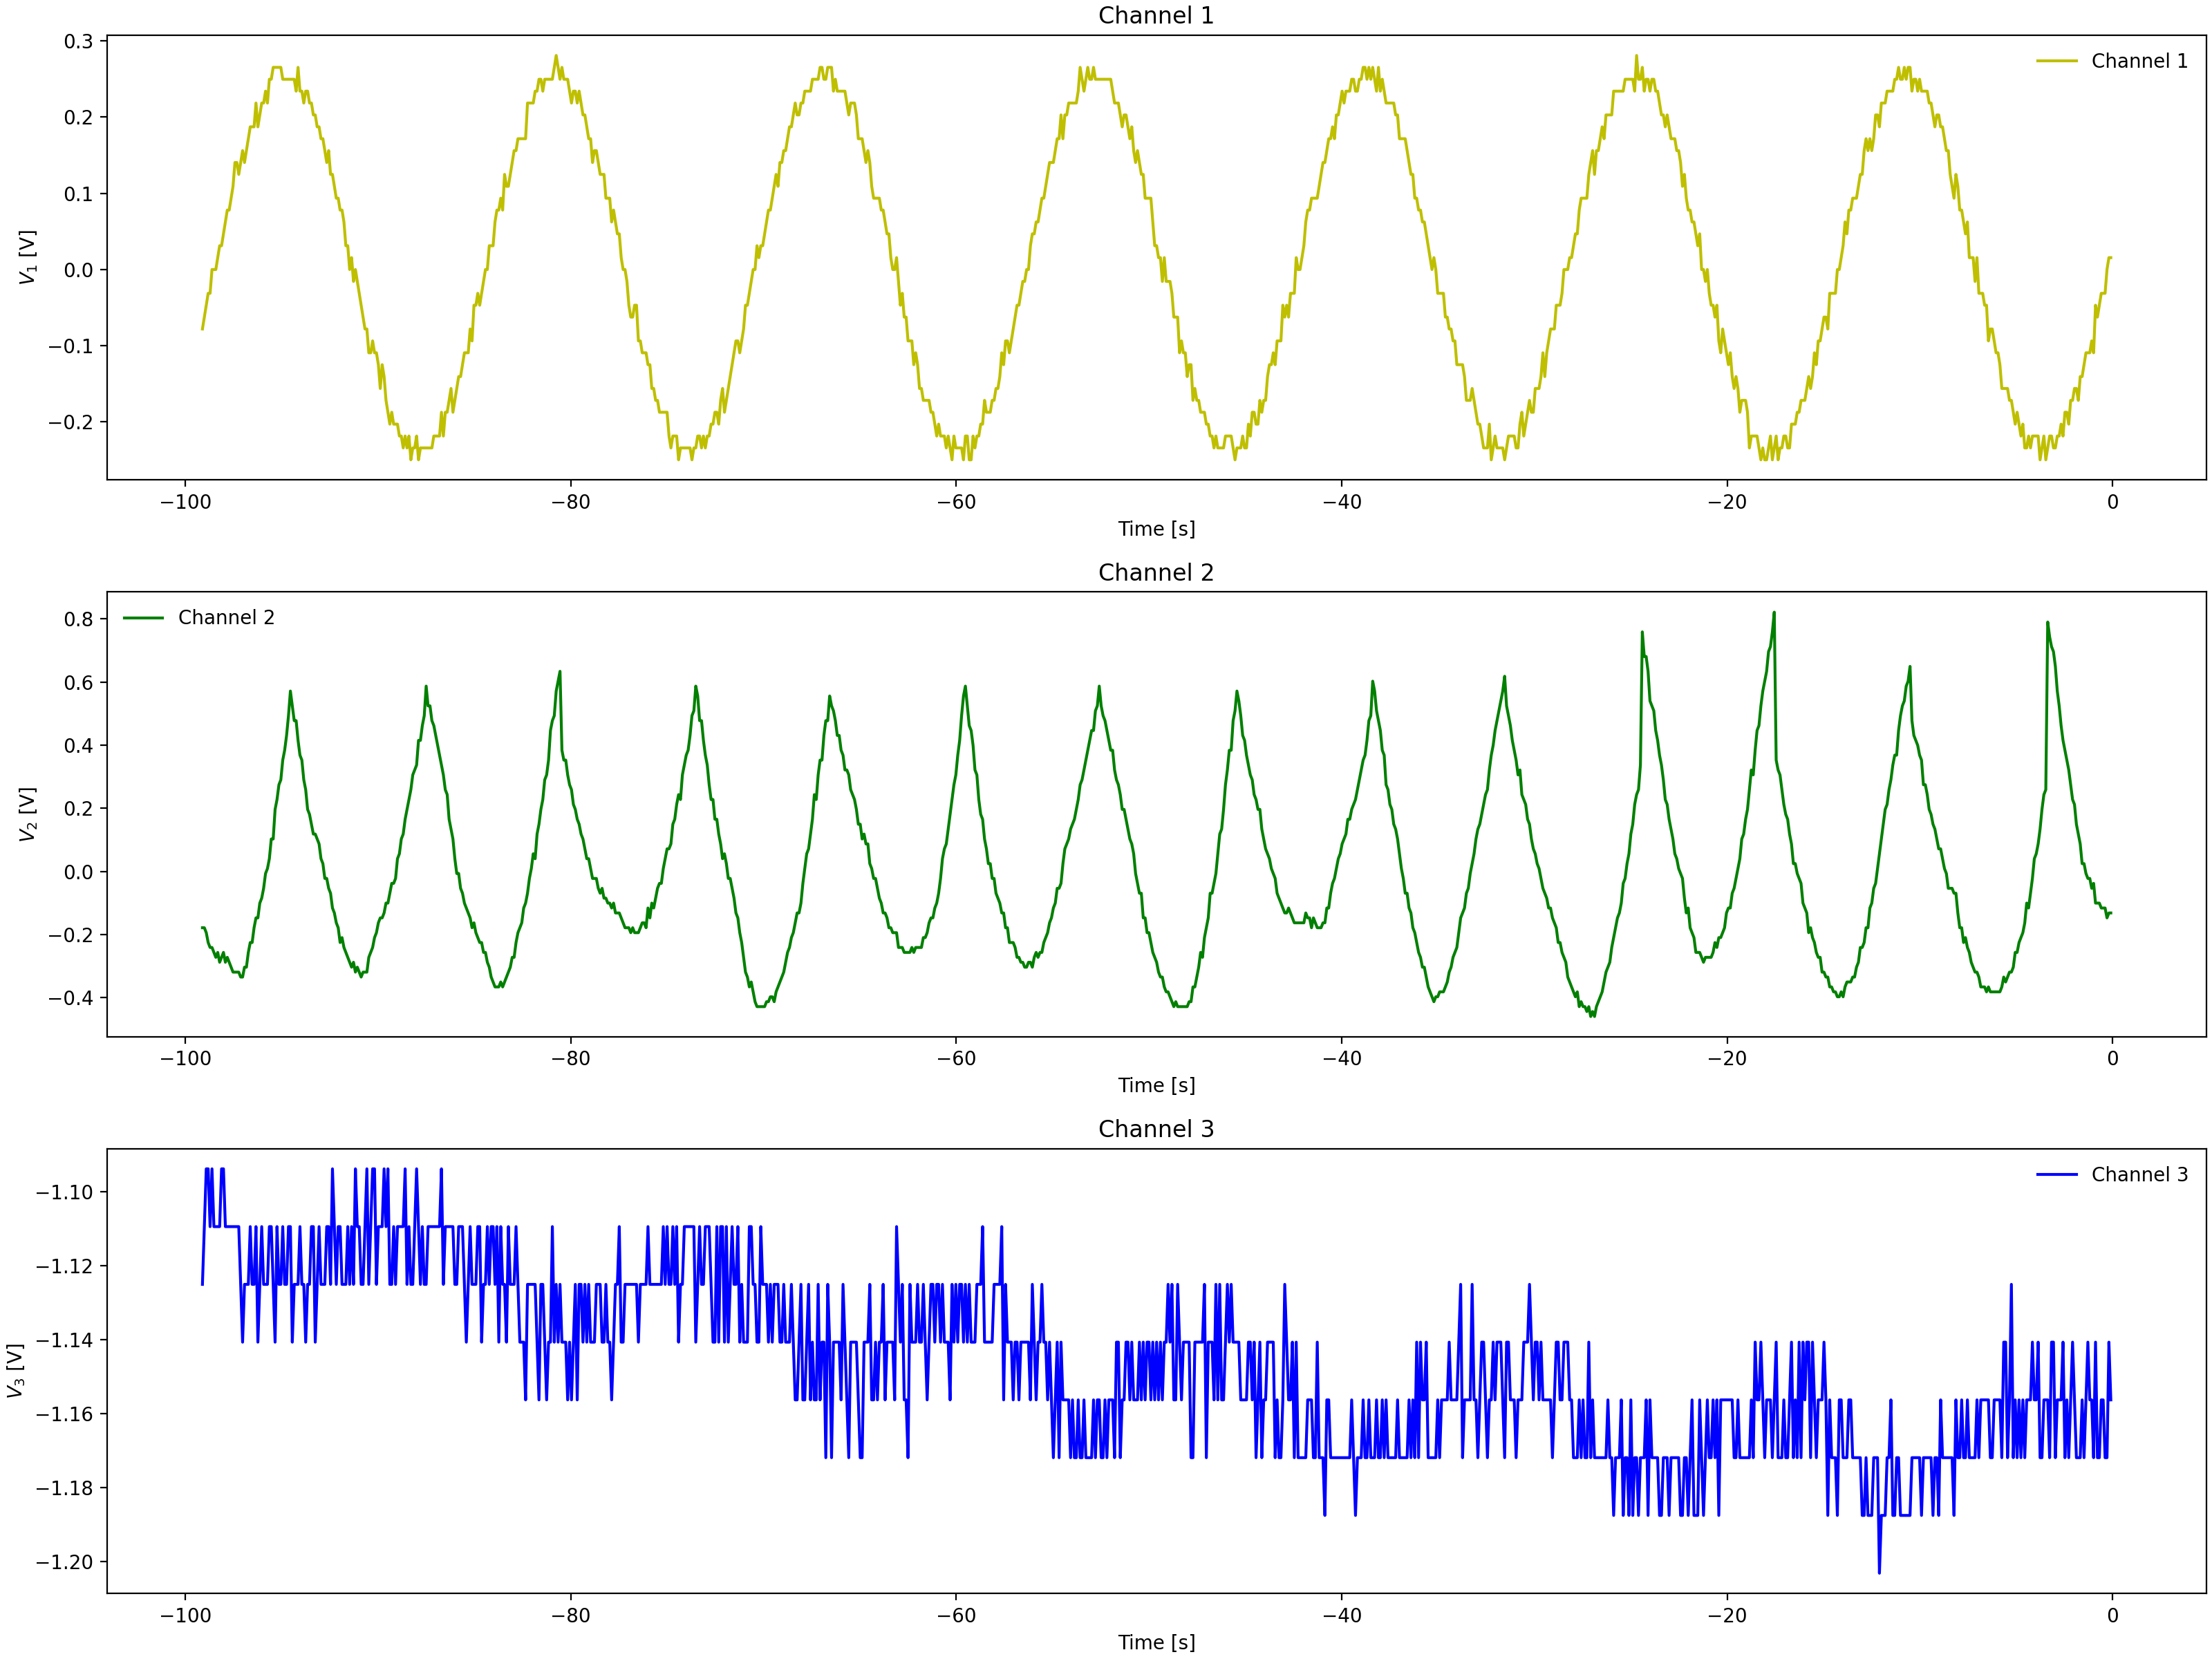 Channel 1
0.3
0.2
0.1
0.0
−0.1
−0.2
V1 [V]
Channel 1
−100 −80 −60 −40 −20 0
Time [s]
Channel 2
0.8
0.6
0.4
0.2
0.0
−0.2
−0.4
V2 [V]
Channel 2
−100 −80 −60 −40 −20 0
Time [s]
Channel 3
−1.10
−1.12
−1.14
−1.16
−1.18
−1.20
V3 [V]
Channel 3
−100 −80 −60 −40 −20 0
Time [s]